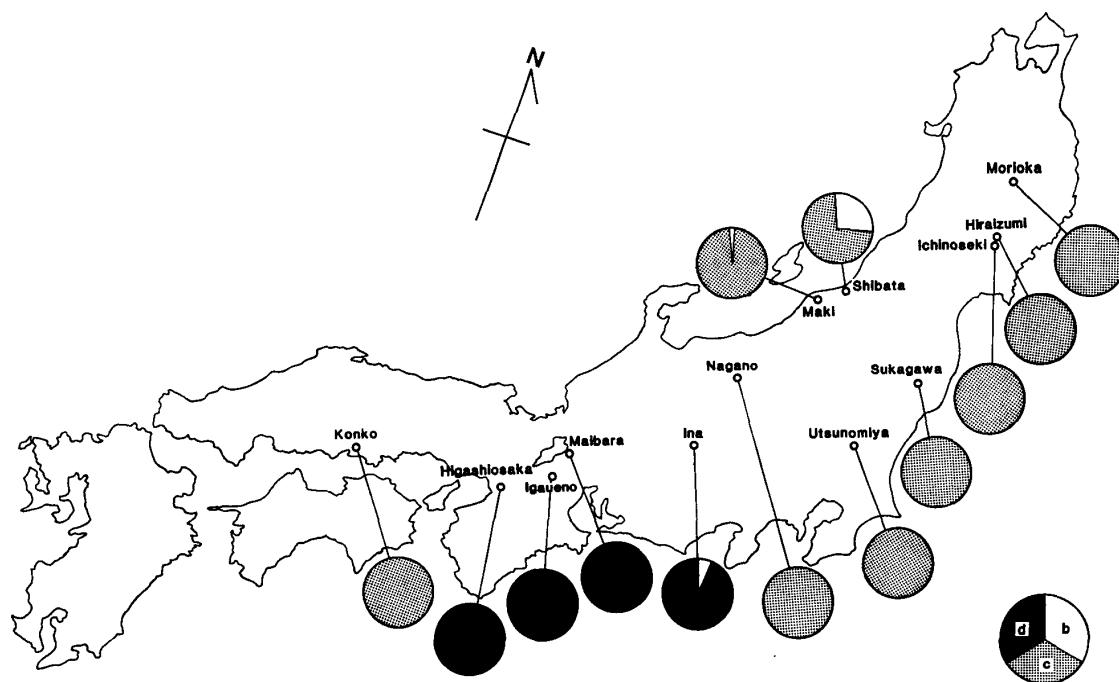 N
Morioka
Hiraizumi
Ichinoseki
Shibata
Maki
Nagano
Sukagawa
Konko
Maibara
Ina
Utsunomiya
Higashiosaka
Igaueno
d
b
c